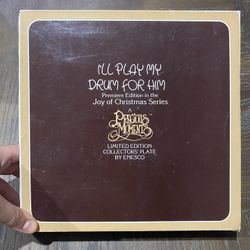 I'LL PLAY MY
DRUM FOR HIM
Premiere Edition in the
Joy of Christmas Series
A
PRECIOUS
MOMENTS
LIMITED EDITION
COLLECTORS' PLATE
BY ENESCO